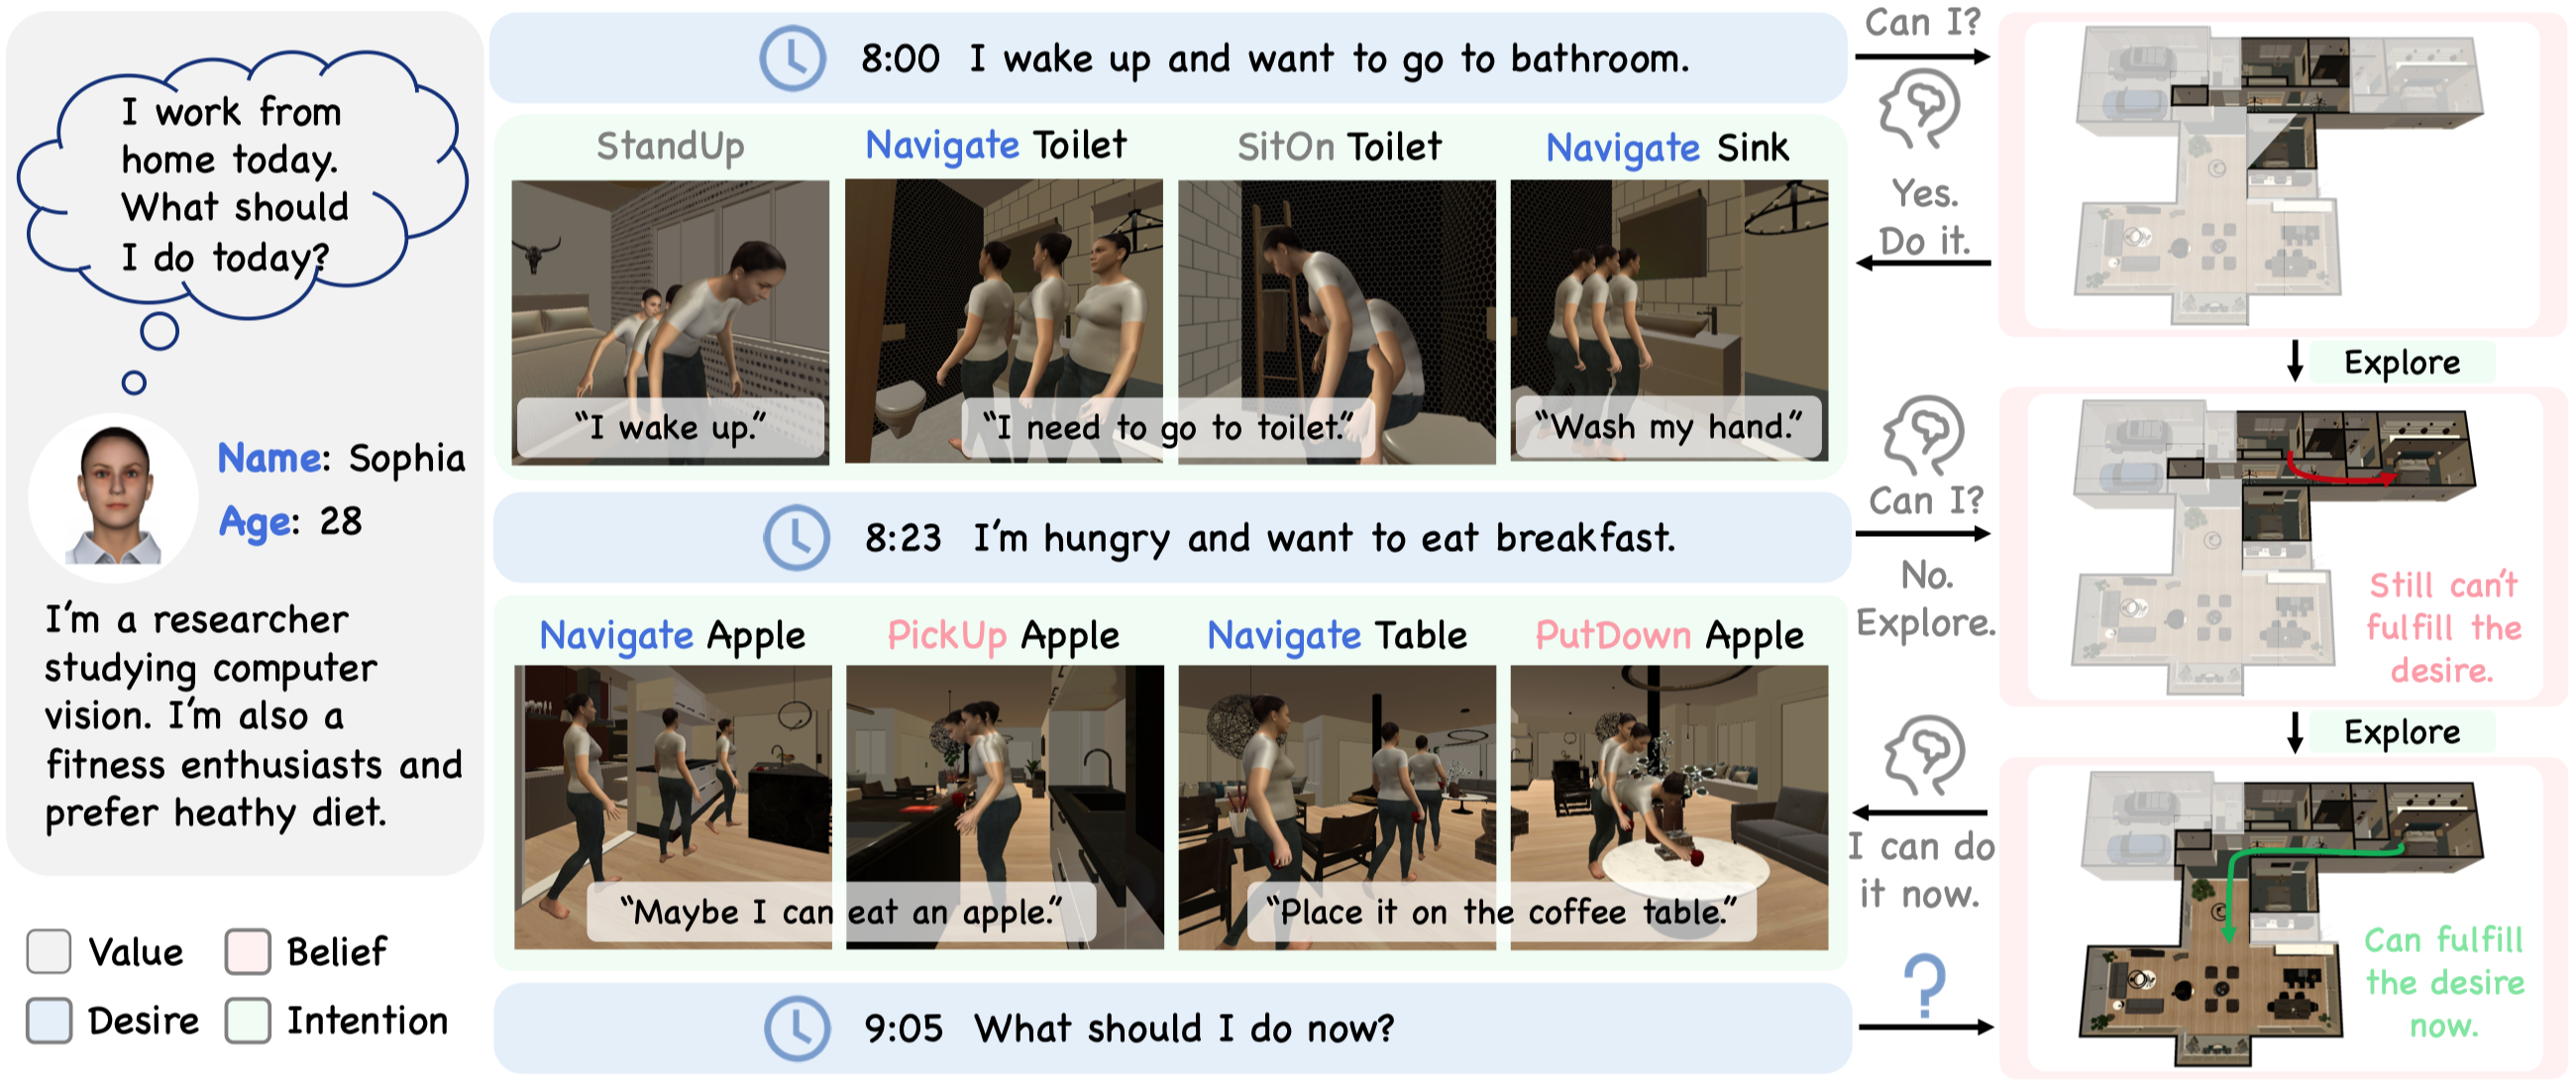 I work from
home today.
What should
I do today?
Name: Sophia
Age: 28
I'm a researcher
studying computer
vision. I'm also a
fitness enthusiasts and
prefer heathy diet.
Value
Belief
Desire
Intention
8:00 I wake up and want to go to bathroom.
StandUp
Navigate Toilet
SitOn Toilet
Navigate Sink
"I wake up."
"I need to go to toilet."
"Wash my hand."
8:23 I'm hungry and want to eat breakfast.
Navigate Apple
PickUp Apple
Navigate Table
PutDown Apple
"Maybe I can eat an apple."
"Place it on the coffee table."
9:05 What should I do now?
Can I?
Yes.
Do it.
Can I?
No.
Explore.
I can do
it now.
?
Explore
Still can't
fulfill the
desire.
Explore
Can fulfill
the desire
now.